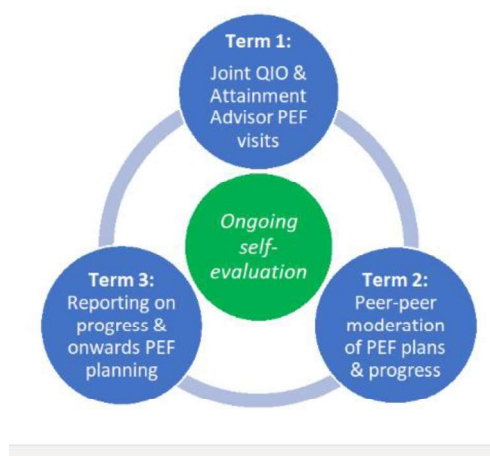 Term 1:
Joint QIO &
Attainment
Advisor PEF
visits
Ongoing
self-
evaluation
Term 3:
Reporting on
progress &
onwards PEF
planning
Term 2:
Peer-peer
moderation
of PEF plans
& progress